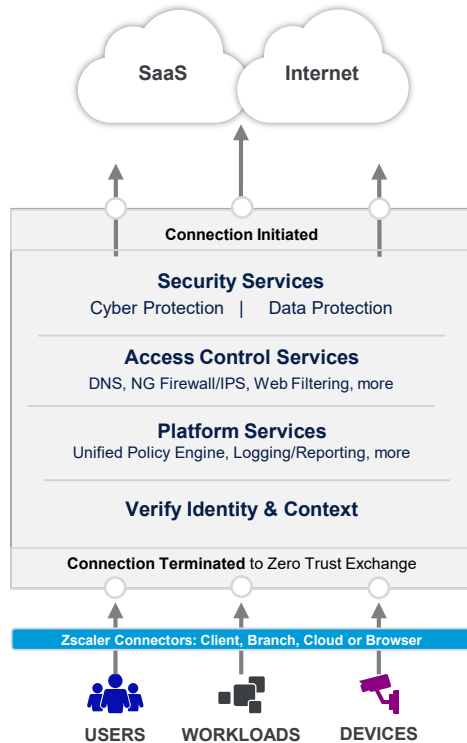 SaaS
Internet
Connection Initiated
Security Services
Cyber Protection | Data Protection
Access Control Services
DNS, NG Firewall/IPS, Web Filtering, more
Platform Services
Unified Policy Engine, Logging/Reporting, more
Verify Identity & Context
Connection Terminated to Zero Trust Exchange
Zscaler Connectors: Client, Branch, Cloud or Browser
USERS
WORKLOADS
DEVICES